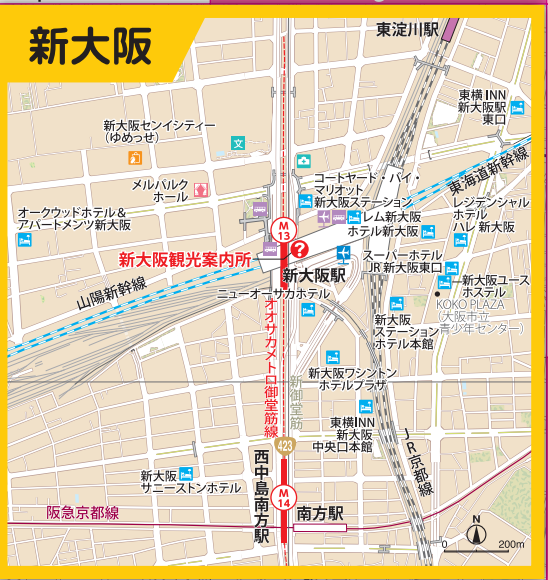 新大阪
東淀川駅
東横INN
新大阪駅
東口
新大阪センイシティー
(ゆめっせ)
文
コートヤード・バイ・
マリオット
新大阪ステーション
東海道新幹線
メルパルク
ホール
オークウッドホテル&
アパートメンツ新大阪
レム新大阪
ホテル新大阪
レジデンシャル
ホテル
ハレ新大阪
M
13
?
新大阪観光案内所
新大阪駅
スーパーホテル
JR新大阪東口
山陽新幹線
ニューオーサカホテル
新大阪ユース
ホステル
KOKO PLAZA
(大阪市立
青少年センター)
新大阪
ステーション
ホテル本館
オオサカメトロ御堂筋線
新御堂筋
新大阪ワシントン
ホテルプラザ
東横INN
新大阪
中央口本館
423
JR京都線
西中島南方駅
新大阪
サニーストンホテル
M
14
阪急京都線
南方駅
N
0
200m